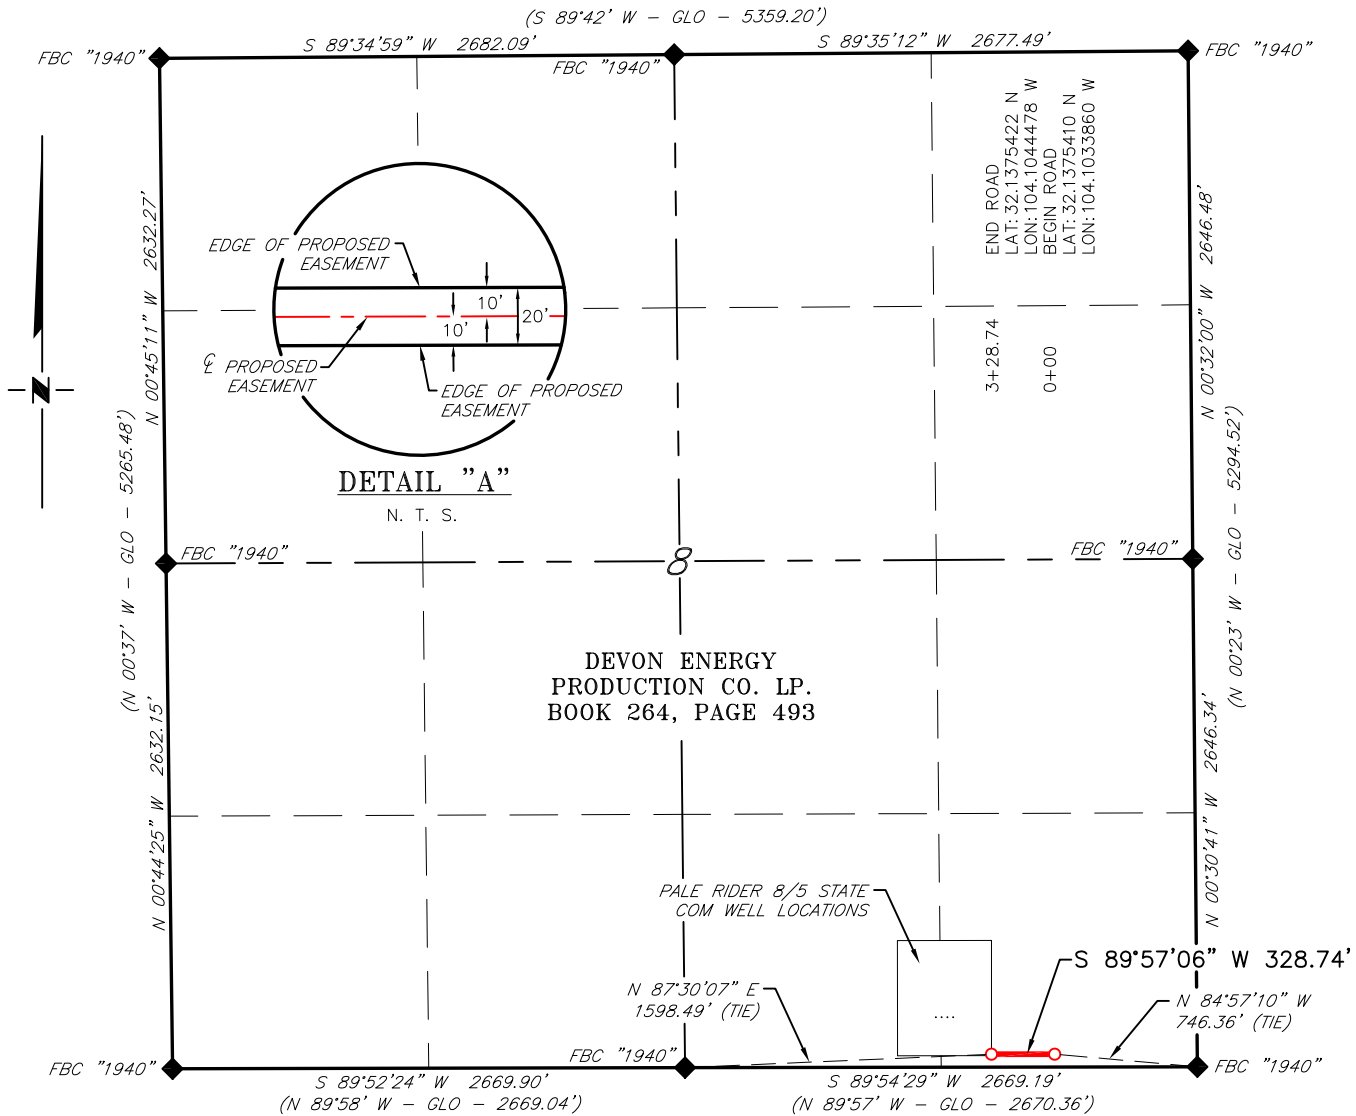 (S 89°42' W - GLO - 5359.20')
S 89°34'59" W 2682.09'
S 89°35'12" W 2677.49'
FBC "1940"
FBC "1940"
FBC "1940"
END ROAD
LAT: 32.1375422 N
LON: 104.1044478 W
BEGIN ROAD
LAT: 32.1375410 N
LON: 104.1033860 W
3+28.74
0+00
N 00°45'11" W 2632.27'
N 00°32'00" W 2646.48'
EDGE OF PROPOSED
EASEMENT
10'
10'
20'
℄ PROPOSED
EASEMENT
EDGE OF PROPOSED
EASEMENT
DETAIL "A"
N. T. S.
N
(N 00°37' W - GLO - 5265.48')
(N 00°23' W - GLO - 5294.52')
FBC "1940"
8
FBC "1940"
DEVON ENERGY
PRODUCTION CO. LP.
BOOK 264, PAGE 493
N 00°44'25" W 2632.15'
N 00°30'41" W 2646.34'
PALE RIDER 8/5 STATE
COM WELL LOCATIONS
S 89°57'06" W 328.74'
N 87°30'07" E
1598.49' (TIE)
N 84°57'10" W
746.36' (TIE)
....
FBC "1940"
FBC "1940"
FBC "1940"
S 89°52'24" W 2669.90'
(N 89°58' W - GLO - 2669.04')
S 89°54'29" W 2669.19'
(N 89°57' W - GLO - 2670.36')